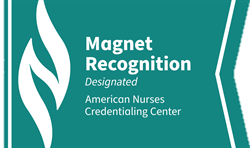 Magnet
Recognition
Designated
American Nurses
Credentialing Center